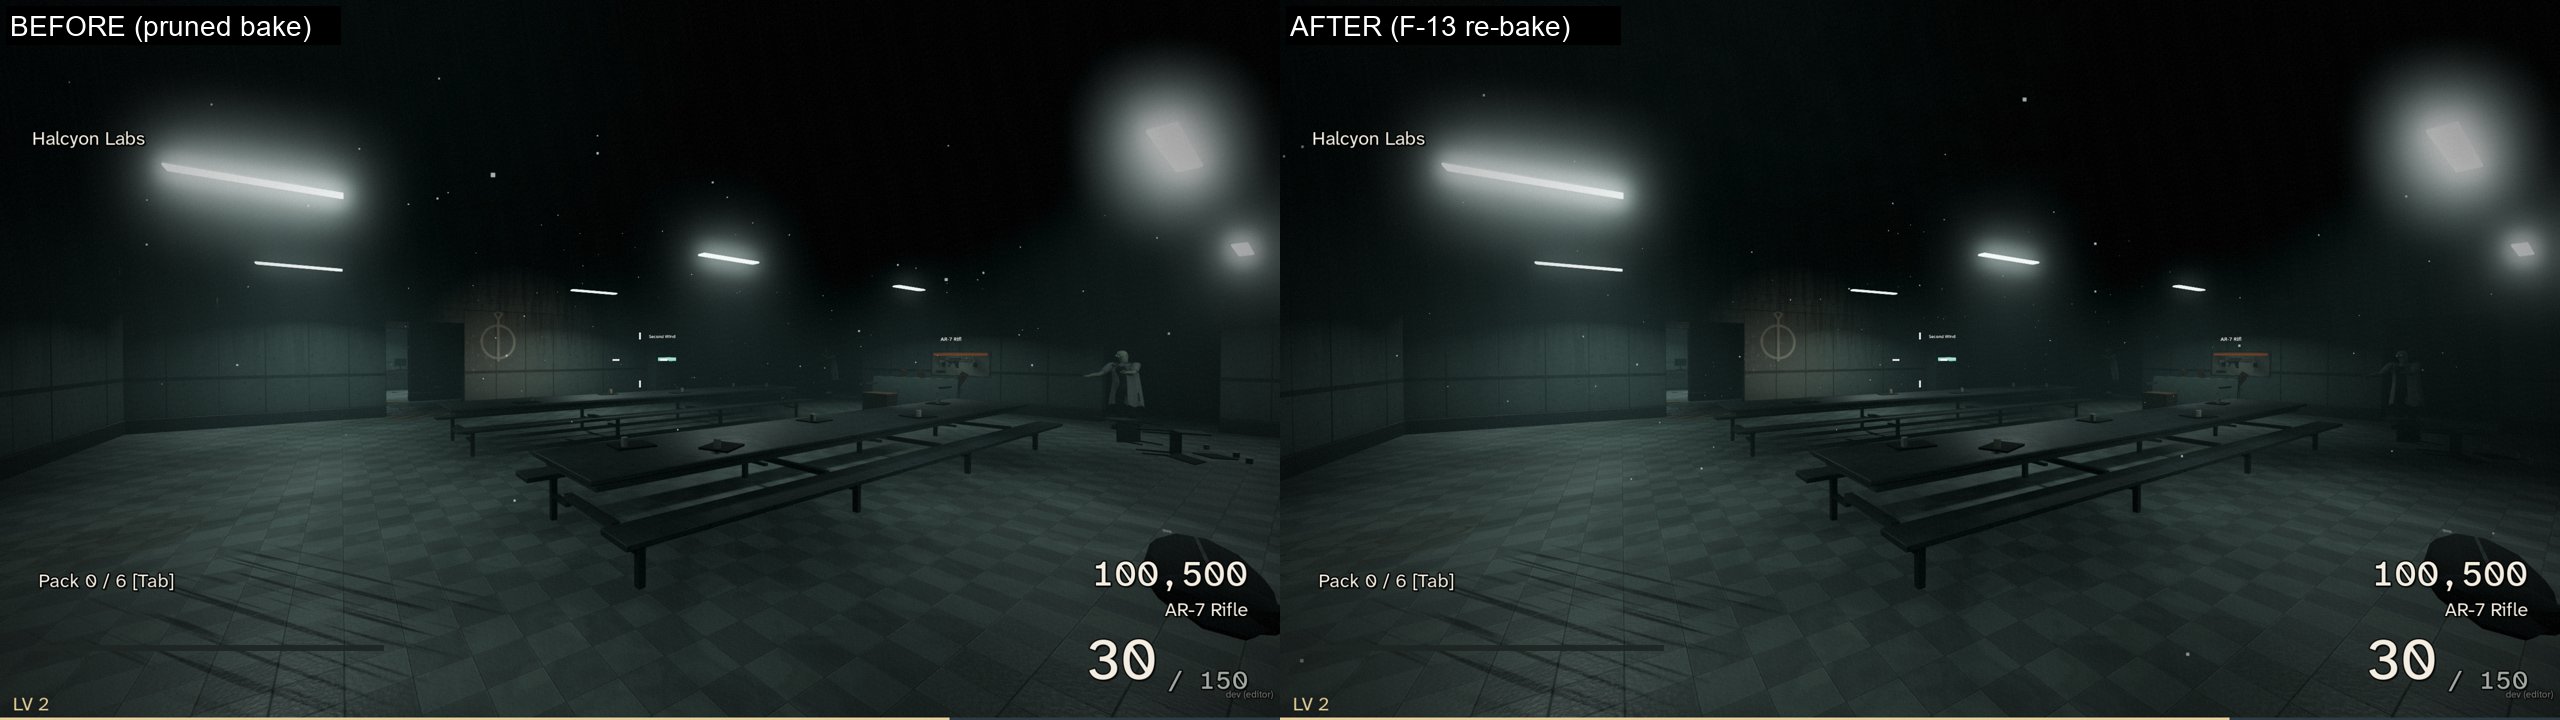 BEFORE (pruned bake)
Halcyon Labs
Second Wind
AR-7 Rifl
Pack 0 / 6 [Tab]
100,500
AR-7 Rifle
30 / 150
dev (editor)
LV 2
AFTER (F-13 re-bake)
Halcyon Labs
Second Wind
AR-7 Rifl
Pack 0 / 6 [Tab]
100,500
AR-7 Rifle
30 / 150
dev (editor)
LV 2